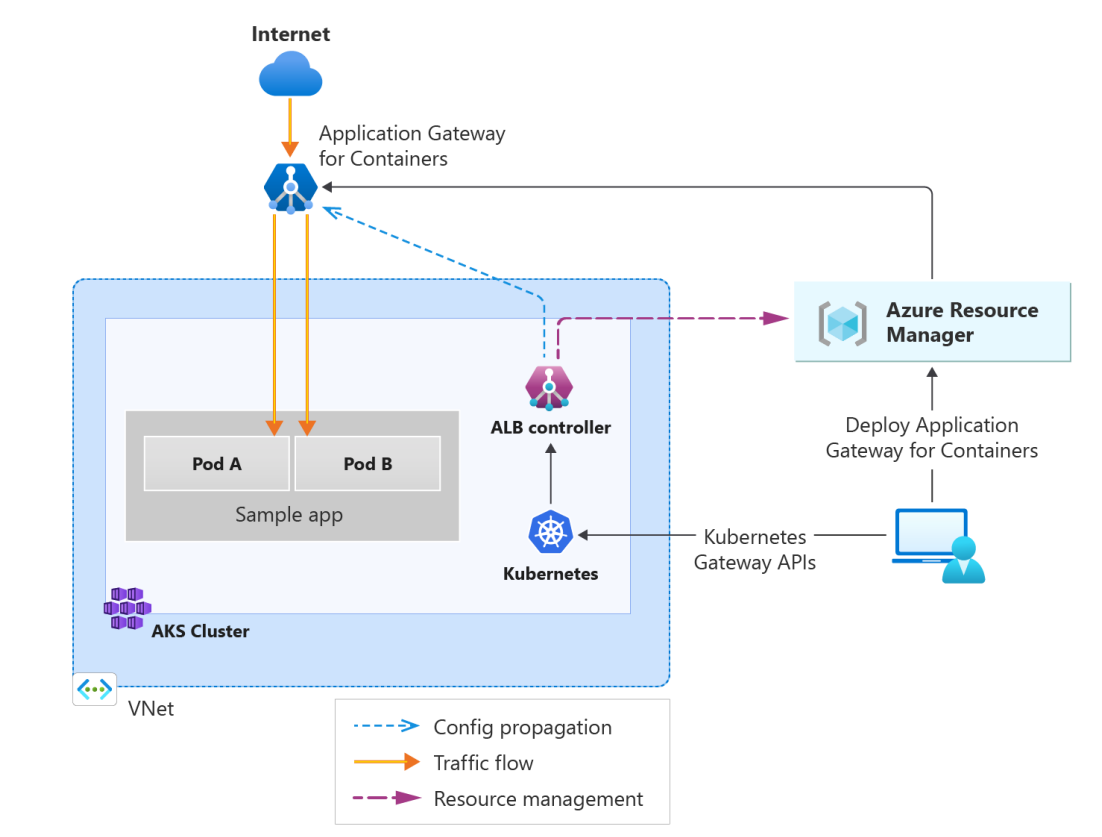 Internet
Application Gateway
for Containers
Azure Resource
Manager
ALB controller
Deploy Application
Gateway for Containers
Pod A
Pod B
Sample app
Kubernetes
Gateway APIs
Kubernetes
AKS Cluster
VNet
Config propagation
Traffic flow
Resource management